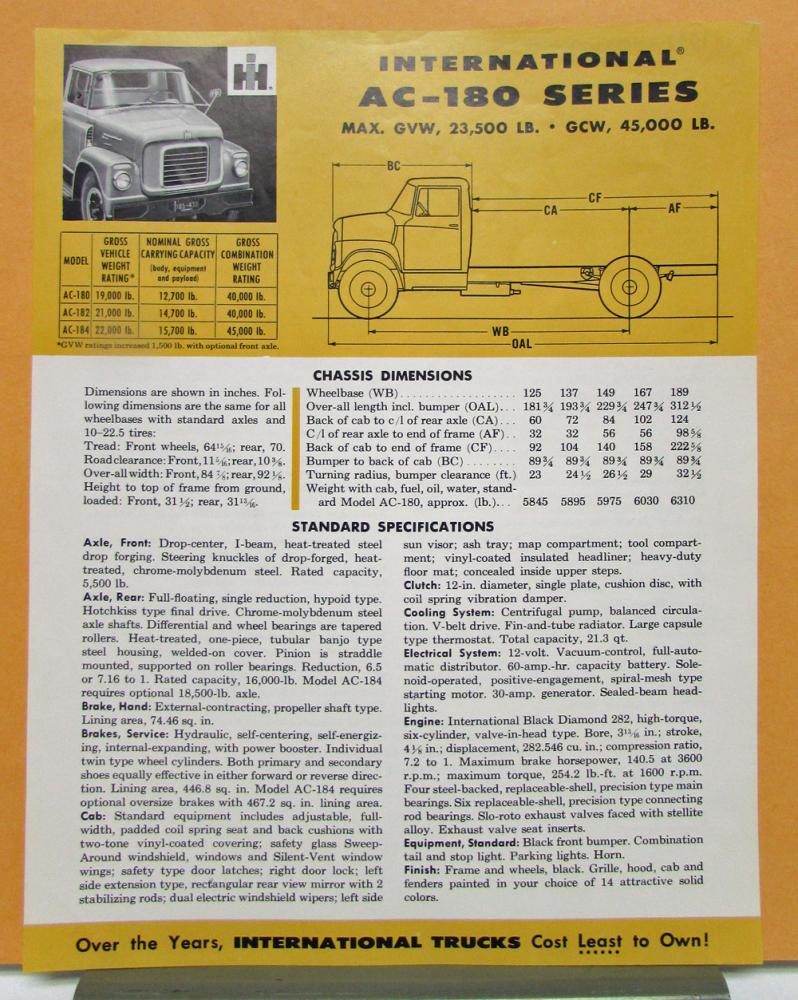 IH®
INTERNATIONAL®
AC-180 SERIES
MAX. GVW, 23,500 LB. • GCW, 45,000 LB.
BC
CF
CA
AF
WB
OAL
MODEL | GROSS VEHICLE WEIGHT RATING* | NOMINAL GROSS CARRYING CAPACITY (body, equipment and payload) | GROSS COMBINATION WEIGHT RATING
AC-180 | 19,000 lb. | 12,700 lb. | 40,000 lb.
AC-182 | 21,000 lb. | 14,700 lb. | 40,000 lb.
AC-184 | 22,000 lb. | 15,700 lb. | 45,000 lb.
*GVW ratings increased 1,500 lb. with optional front axle.
CHASSIS DIMENSIONS
Dimensions are shown in inches. Fol-
lowing dimensions are the same for all
wheelbases with standard axles and
10–22.5 tires:
Tread: Front wheels, 64 15/16; rear, 70.
Road clearance: Front, rear,
Over-all width: Front, 84 rear, 92
Height to top of frame from ground,
loaded: Front, 31½; rear, 31 13/16.
Wheelbase (WB) . . . . . . . . . . . . . . . . . . . 125 137 149 167 189
Over-all length incl. bumper (OAL) . . . 181¾ 193¾ 229¾ 247¾ 312½
Back of cab to c/l of rear axle (CA) . . . . 60 72 84 102 124
C/l of rear axle to end of frame (AF) . . 32 32 56 56 98⅝
Back of cab to end of frame (CF) . . . . . 92 104 140 158 222⅝
Bumper to back of cab (BC) . . . . . . . . 89¾ 89¾ 89¾ 89¾ 89¾
Turning radius, bumper clearance (ft.) 23 24½ 26½ 29 32½
Weight with cab, fuel, oil, water, stand-
ard Model AC-180, approx. (lb.) . . . 5845 5895 5975 6030 6310
STANDARD SPECIFICATIONS
Axle, Front: Drop-center, I-beam, heat-treated steel
drop forging. Steering knuckles of drop-forged, heat-
treated, chrome-molybdenum steel. Rated capacity,
5,500 lb.
Axle, Rear: Full-floating, single reduction, hypoid type.
Hotchkiss type final drive. Chrome-molybdenum steel
axle shafts. Differential and wheel bearings are tapered
rollers. Heat-treated, one-piece, tubular banjo type
steel housing, welded-on cover. Pinion is straddle
mounted, supported on roller bearings. Reduction, 6.5
or 7.16 to 1. Rated capacity, 16,000-lb. Model AC-184
requires optional 18,500-lb. axle.
Brake, Hand: External-contracting, propeller shaft type.
Lining area, 74.46 sq. in.
Brakes, Service: Hydraulic, self-centering, self-energiz-
ing, internal-expanding, with power booster. Individual
twin type wheel cylinders. Both primary and secondary
shoes equally effective in either forward or reverse direc-
tion. Lining area, 446.8 sq. in. Model AC-184 requires
optional oversize brakes with 467.2 sq. in. lining area.
Cab: Standard equipment includes adjustable, full-
width, padded coil spring seat and back cushions with
two-tone vinyl-coated covering; safety glass Sweep-
Around windshield, windows and Silent-Vent window
wings; safety type door latches; right door lock; left
side extension type, rectangular rear view mirror with 2
stabilizing rods; dual electric windshield wipers; left side
sun visor; ash tray; map compartment; tool compart-
ment; vinyl-coated insulated headliner; heavy-duty
floor mat; concealed inside upper steps.
Clutch: 12-in. diameter, single plate, cushion disc, with
coil spring vibration damper.
Cooling System: Centrifugal pump, balanced circula-
tion. V-belt drive. Fin-and-tube radiator. Large capsule
type thermostat. Total capacity, 21.3 qt.
Electrical System: 12-volt. Vacuum-control, full-auto-
matic distributor. 60-amp.-hr. capacity battery. Sole-
noid-operated, positive-engagement, spiral-mesh type
starting motor. 30-amp. generator. Sealed-beam head-
lights.
Engine: International Black Diamond 282, high-torque,
six-cylinder, valve-in-head type. Bore, 3 13/16 in.; stroke,
4⅛ in.; displacement, 282.546 cu. in.; compression ratio,
7.2 to 1. Maximum brake horsepower, 140.5 at 3600
r.p.m.; maximum torque, 254.2 lb.-ft. at 1600 r.p.m.
Four steel-backed, replaceable-shell, precision type main
bearings. Six replaceable-shell, precision type connecting
rod bearings. Slo-roto exhaust valves faced with stellite
alloy. Exhaust valve seat inserts.
Equipment, Standard: Black front bumper. Combination
tail and stop light. Parking lights. Horn.
Finish: Frame and wheels, black. Grille, hood, cab and
fenders painted in your choice of 14 attractive solid
colors.
Over the Years, INTERNATIONAL TRUCKS Cost Least to Own!